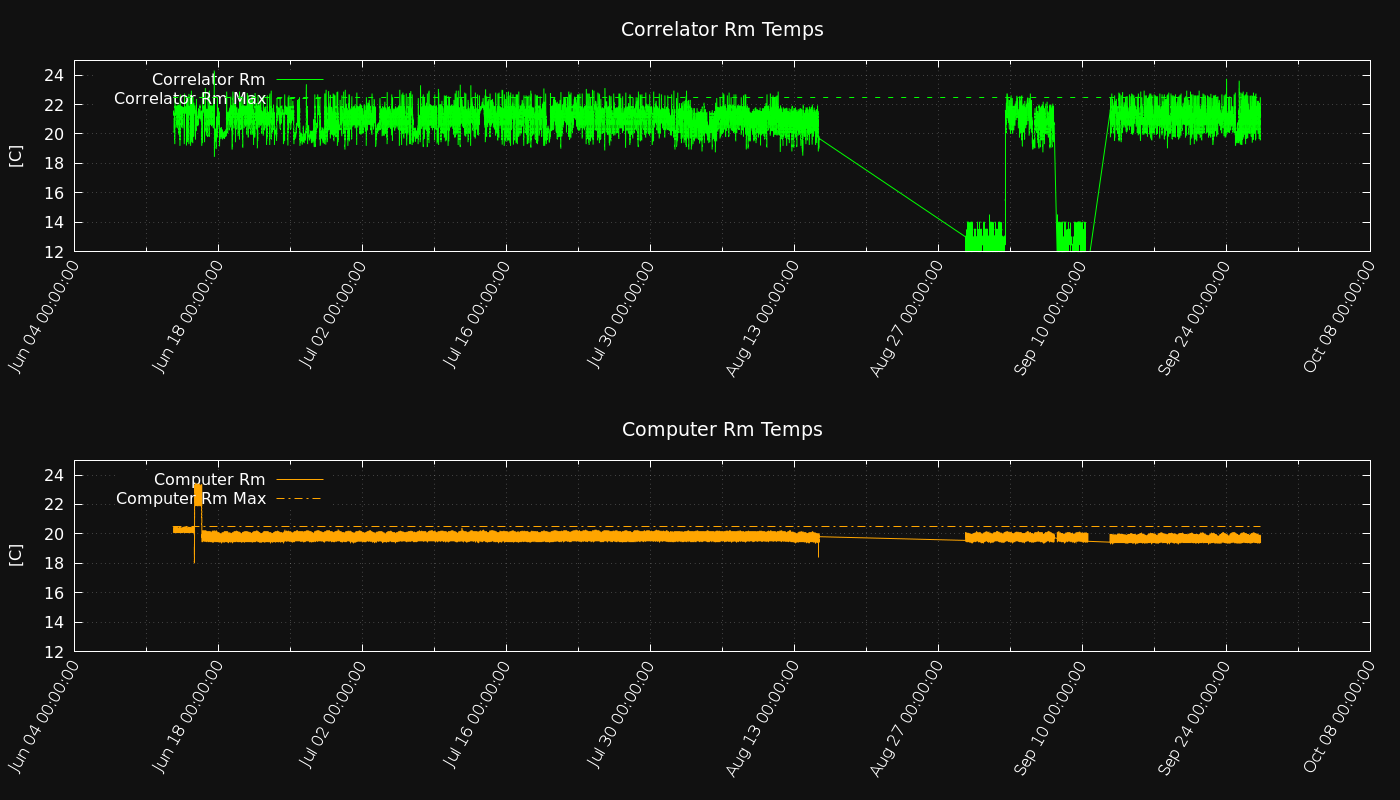 Correlator Rm Temps
Correlator Rm
Correlator Rm Max
[C]
24
22
20
18
16
14
12
Jun 04 00:00:00
Jun 18 00:00:00
Jul 02 00:00:00
Jul 16 00:00:00
Jul 30 00:00:00
Aug 13 00:00:00
Aug 27 00:00:00
Sep 10 00:00:00
Sep 24 00:00:00
Oct 08 00:00:00
Computer Rm Temps
Computer Rm
Computer Rm Max
[C]
24
22
20
18
16
14
12
Jun 04 00:00:00
Jun 18 00:00:00
Jul 02 00:00:00
Jul 16 00:00:00
Jul 30 00:00:00
Aug 13 00:00:00
Aug 27 00:00:00
Sep 10 00:00:00
Sep 24 00:00:00
Oct 08 00:00:00